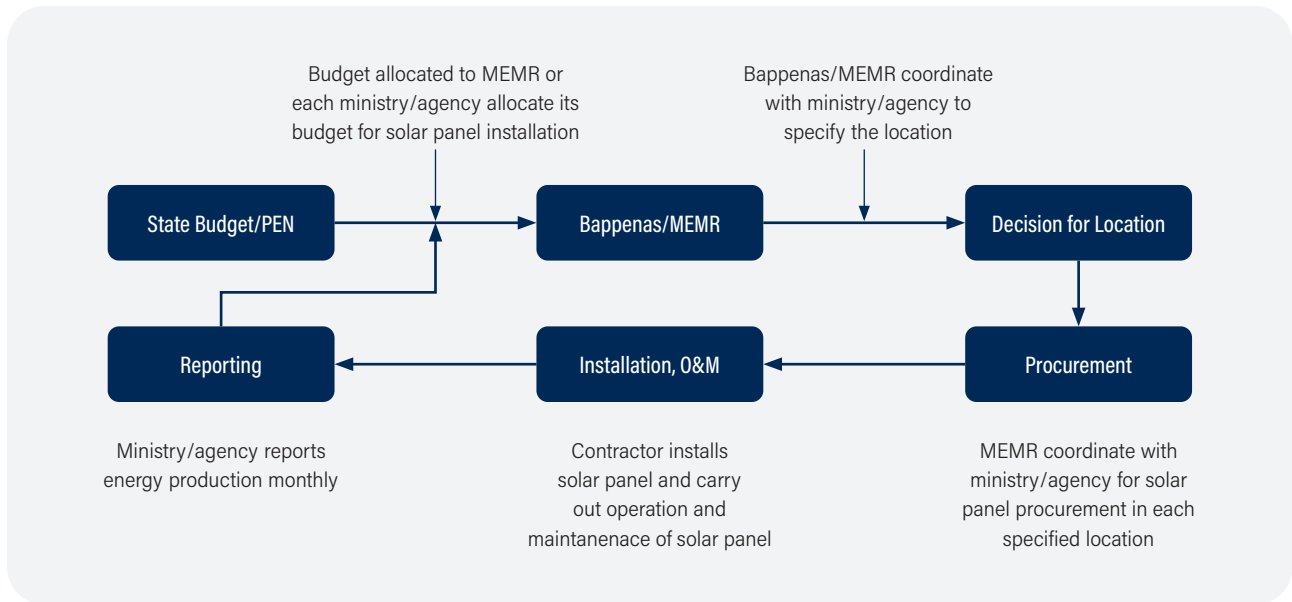 Budget allocated to MEMR or
each ministry/agency allocate its
budget for solar panel installation
Bappenas/MEMR coordinate
with ministry/agency to
specify the location
State Budget/PEN
Bappenas/MEMR
Decision for Location
Reporting
Installation, O&M
Procurement
Ministry/agency reports
energy production monthly
Contractor installs
solar panel and carry
out operation and
maintanenace of solar panel
MEMR coordinate with
ministry/agency for solar
panel procurement in each
specified location